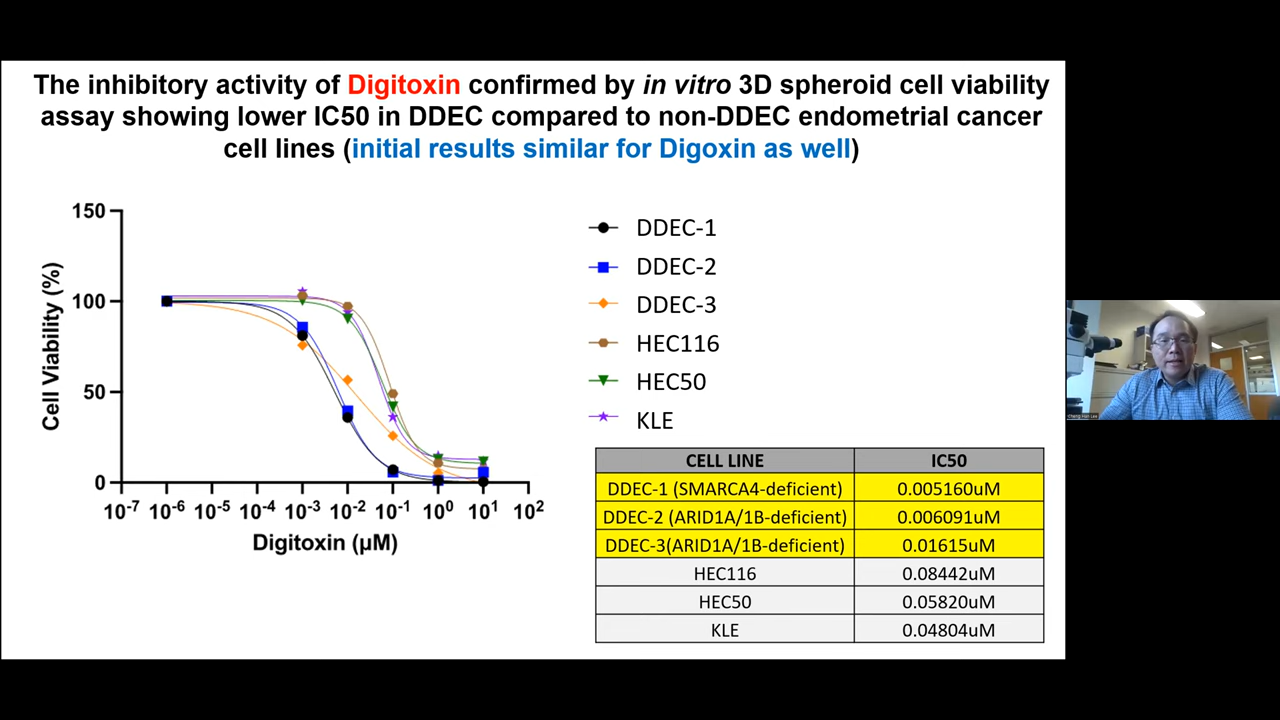 The inhibitory activity of Digitoxin confirmed by in vitro 3D spheroid cell viability
assay showing lower IC50 in DDEC compared to non-DDEC endometrial cancer
cell lines (initial results similar for Digoxin as well)
150
100
50
0
Cell Viability (%)
10⁻⁷ 10⁻⁶ 10⁻⁵ 10⁻⁴ 10⁻³ 10⁻² 10⁻¹ 10⁰ 10¹ 10²
Digitoxin (µM)
DDEC-1
DDEC-2
DDEC-3
HEC116
HEC50
KLE
CELL LINE IC50
DDEC-1 (SMARCA4-deficient) 0.005160uM
DDEC-2 (ARID1A/1B-deficient) 0.006091uM
DDEC-3(ARID1A/1B-deficient) 0.01615uM
HEC116 0.08442uM
HEC50 0.05820uM
KLE 0.04804uM
Cheng-Han Lee